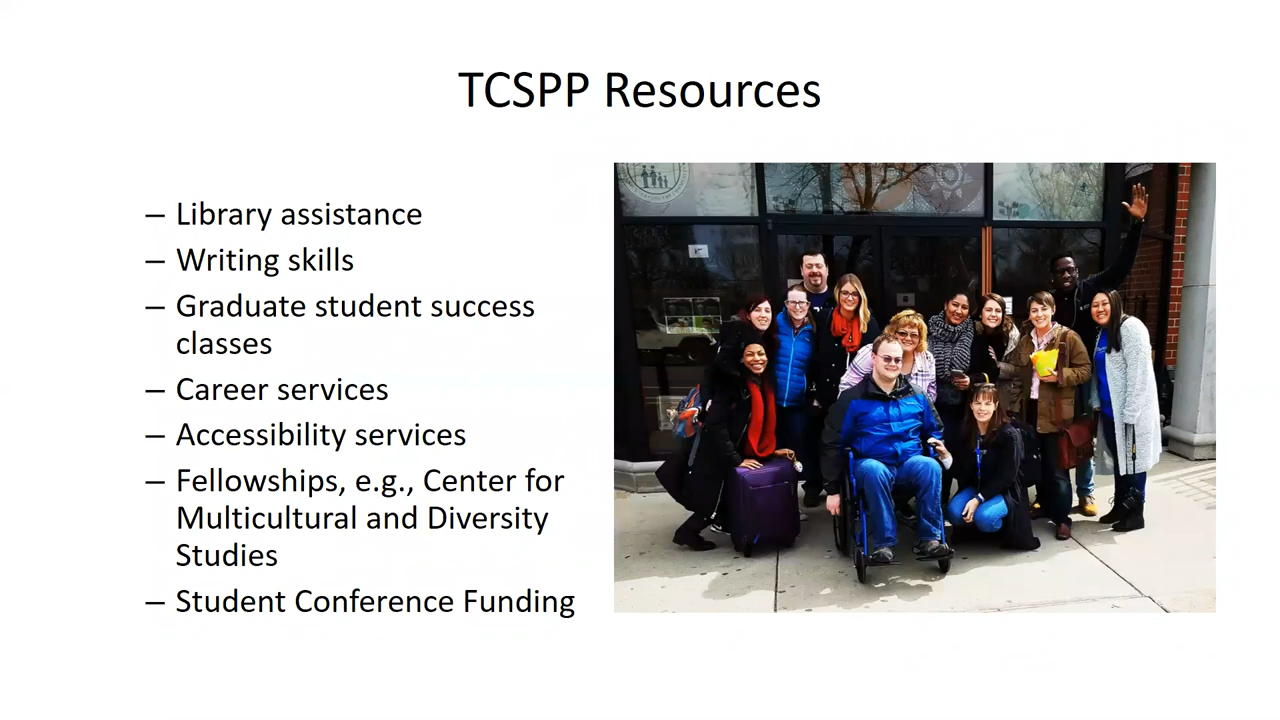 TCSPP Resources
– Library assistance
– Writing skills
– Graduate student success
classes
– Career services
– Accessibility services
– Fellowships, e.g., Center for
Multicultural and Diversity
Studies
– Student Conference Funding